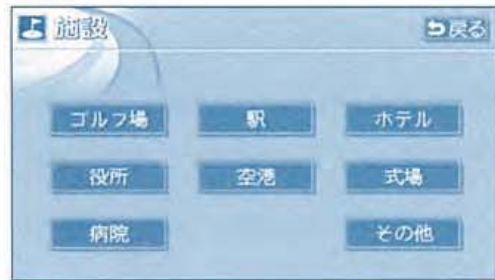 施設 戻る
ゴルフ場 駅 ホテル
役所 空港 式場
病院 その他